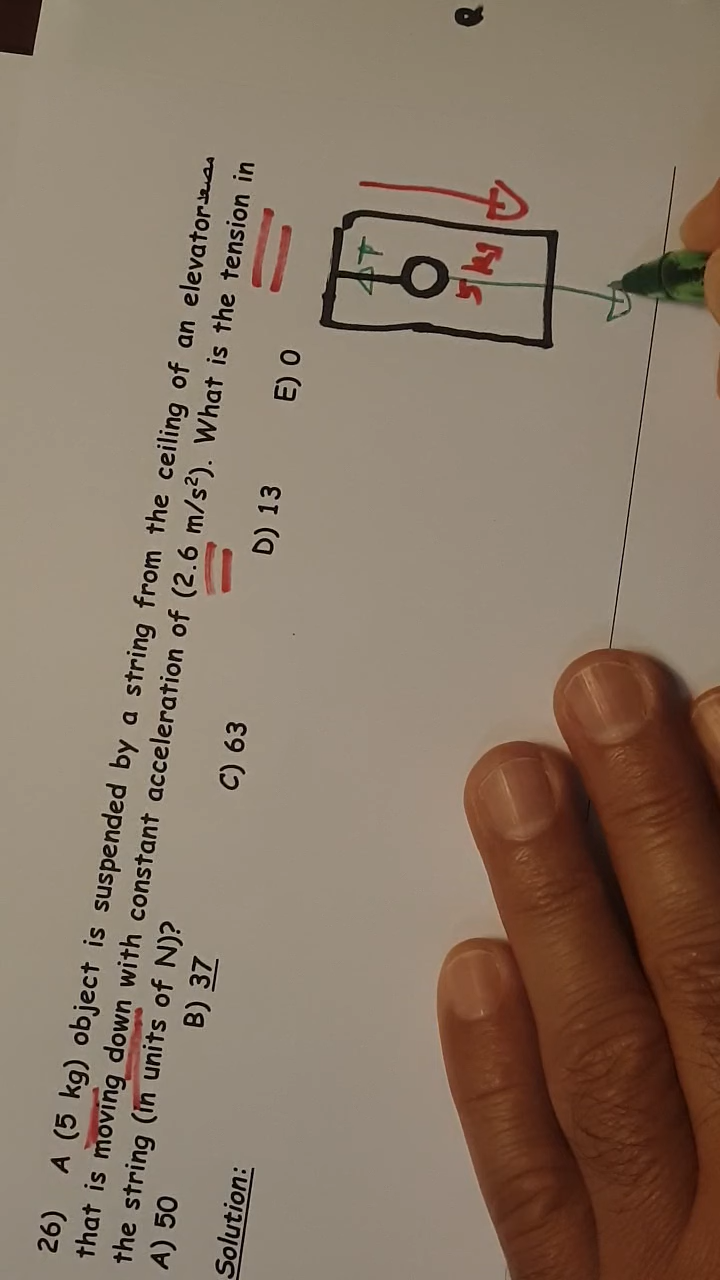 26) A (5 kg) object is suspended by a string from the ceiling of an elevator
that is moving down with constant acceleration of (2.6 m/s²). What is the tension in
the string (in units of N)?
A) 50 B) 37 C) 63 D) 13 E) 0
Solution:
T
5 kg